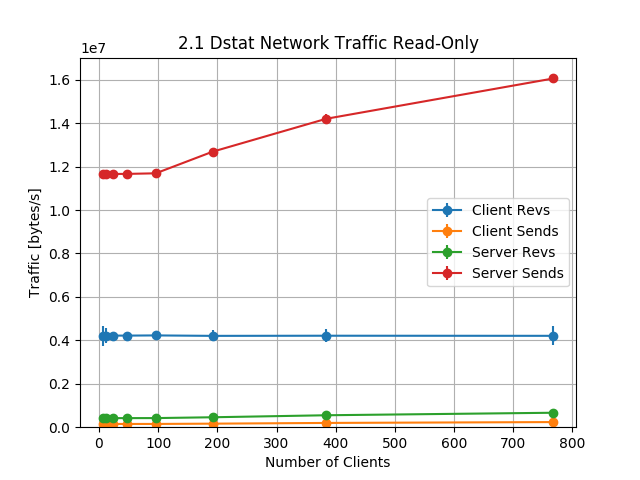 2.1 Dstat Network Traffic Read-Only
1e7
1.6
1.4
1.2
1.0
0.8
0.6
0.4
0.2
0.0
Traffic [bytes/s]
Client Revs
Client Sends
Server Revs
Server Sends
0 100 200 300 400 500 600 700 800
Number of Clients